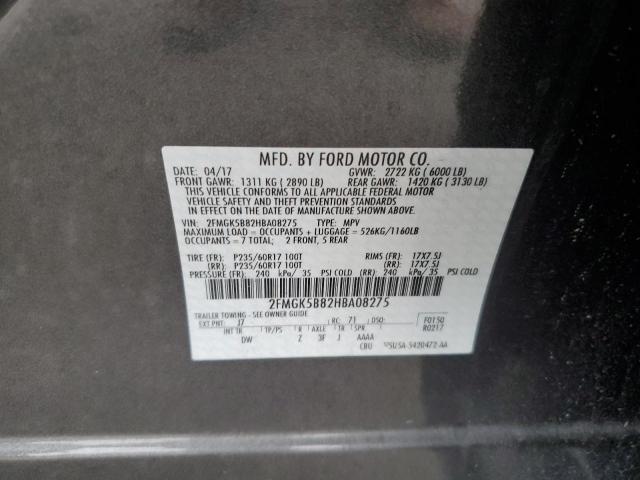 MFD. BY FORD MOTOR CO.
DATE: 04/17 GVWR: 2722 KG ( 6000 LB)
FRONT GAWR: 1311 KG ( 2890 LB) REAR GAWR: 1420 KG ( 3130 LB)
THIS VEHICLE CONFORMS TO ALL APPLICABLE FEDERAL MOTOR
VEHICLE SAFETY AND THEFT PREVENTION STANDARDS
IN EFFECT ON THE DATE OF MANUFACTURE SHOWN ABOVE.
VIN: 2FMGK5B82HBA08275 TYPE: MPV
MAXIMUM LOAD = OCCUPANTS + LUGGAGE = 526KG/1160LB
OCCUPANTS = 7 TOTAL; 2 FRONT, 5 REAR
TIRE (FR): P235/60R17 100T RIMS (FR): 17X7.5J
(RR): P235/60R17 100T (RR): 17X7.5J
PRESSURE (FR): 240 kPa/ 35 PSI COLD (RR): 240 kPa/ 35 PSI COLD
2FMGK5B82HBA08275
TRAILER TOWING - SEE OWNER GUIDE
EXT PNT: J7 RC: 71 DSO: F0150
INT TR TP/PS R AXLE TR SPR R0217
DW Z 3F J AAAA
CBU 5U5A-5420472-AA